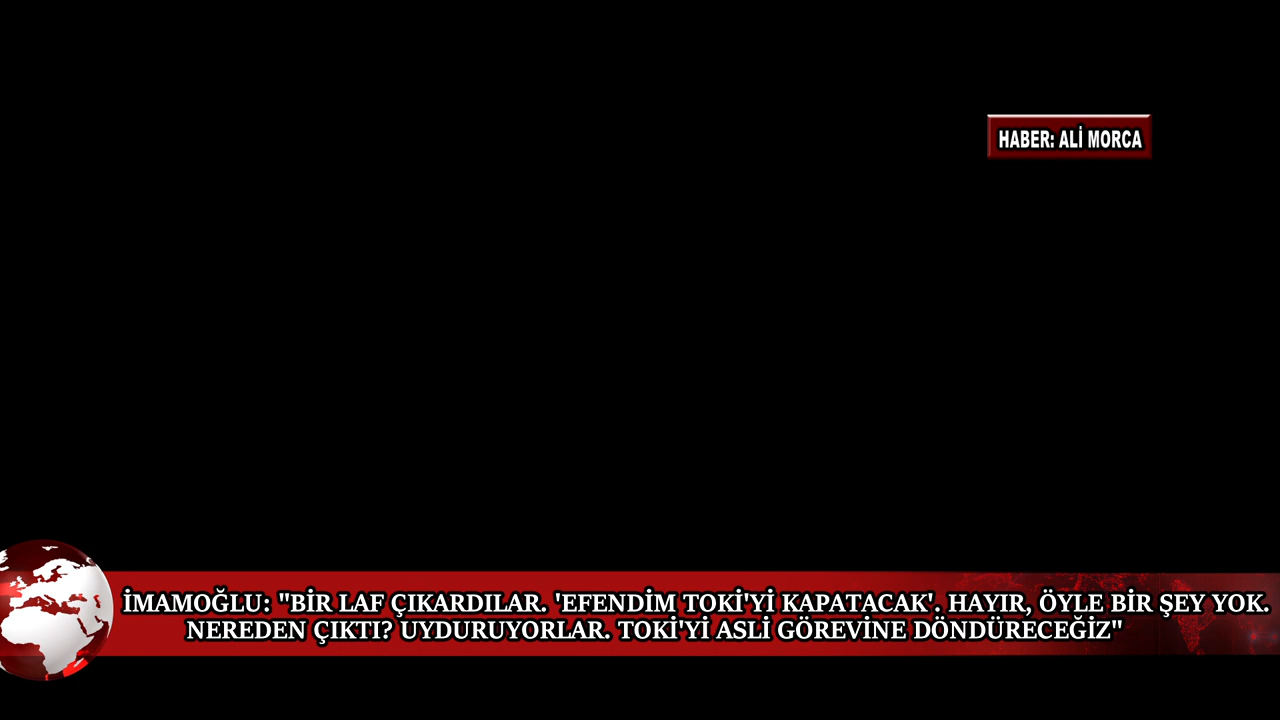 HABER: ALİ MORCA
İMAMOĞLU: "BİR LAF ÇIKARDILAR. 'EFENDİM TOKİ'Yİ KAPATACAK'. HAYIR, ÖYLE BİR ŞEY YOK.
NEREDEN ÇIKTI? UYDURUYORLAR. TOKİ'Yİ ASLİ GÖREVİNE DÖNDÜRECEĞİZ"